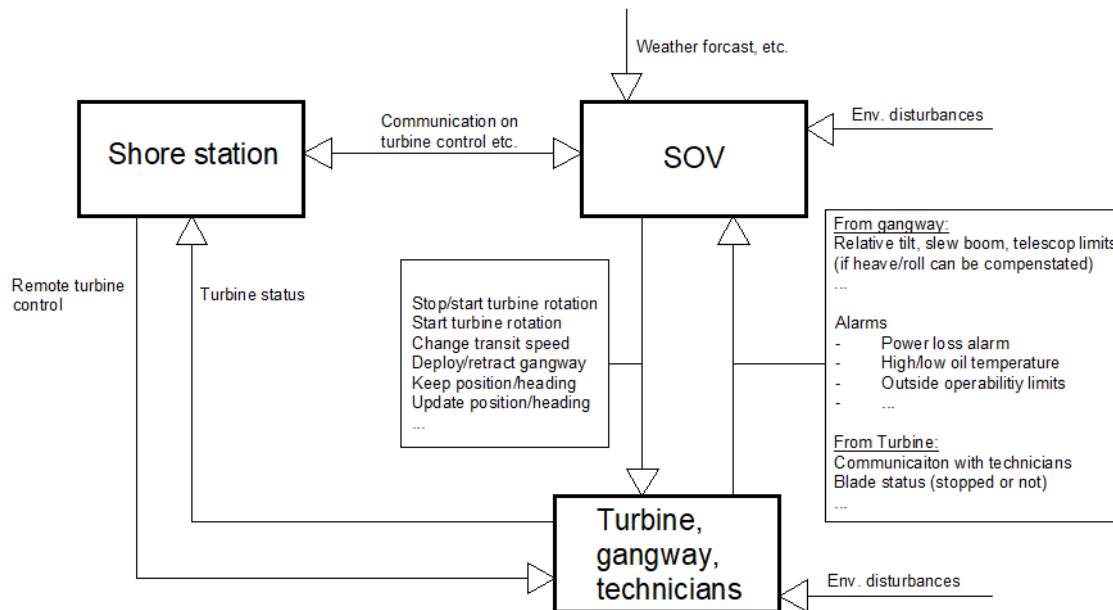 Weather forcast, etc.
Shore station
Communication on
turbine control etc.
SOV
Env. disturbances
Remote turbine
control
Turbine status
Stop/start turbine rotation
Start turbine rotation
Change transit speed
Deploy/retract gangway
Keep position/heading
Update position/heading
...
From gangway:
Relative tilt, slew boom, telescop limits
(if heave/roll can be compenstated)
...
Alarms
- Power loss alarm
- High/low oil temperature
- Outside operabilitiy limits
- ...
From Turbine:
Communicaiton with technicians
Blade status (stopped or not)
...
Turbine,
gangway,
technicians
Env. disturbances